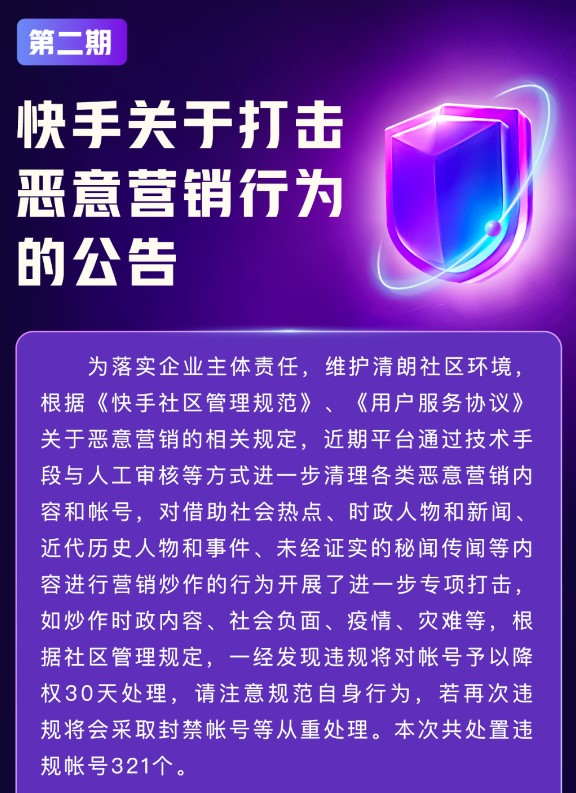 第二期
快手关于打击
恶意营销行为
的公告
为落实企业主体责任，维护清朗社区环境，
根据《快手社区管理规范》、《用户服务协议》
关于恶意营销的相关规定，近期平台通过技术手
段与人工审核等方式进一步清理各类恶意营销内
容和帐号，对借助社会热点、时政人物和新闻、
近代历史人物和事件、未经证实的秘闻传闻等内
容进行营销炒作的行为开展了进一步专项打击，
如炒作时政内容、社会负面、疫情、灾难等，根
据社区管理规定，一经发现违规将对帐号予以降
权30天处理，请注意规范自身行为，若再次违
规将会采取封禁帐号等从重处理。本次共处置违
规帐号321个。